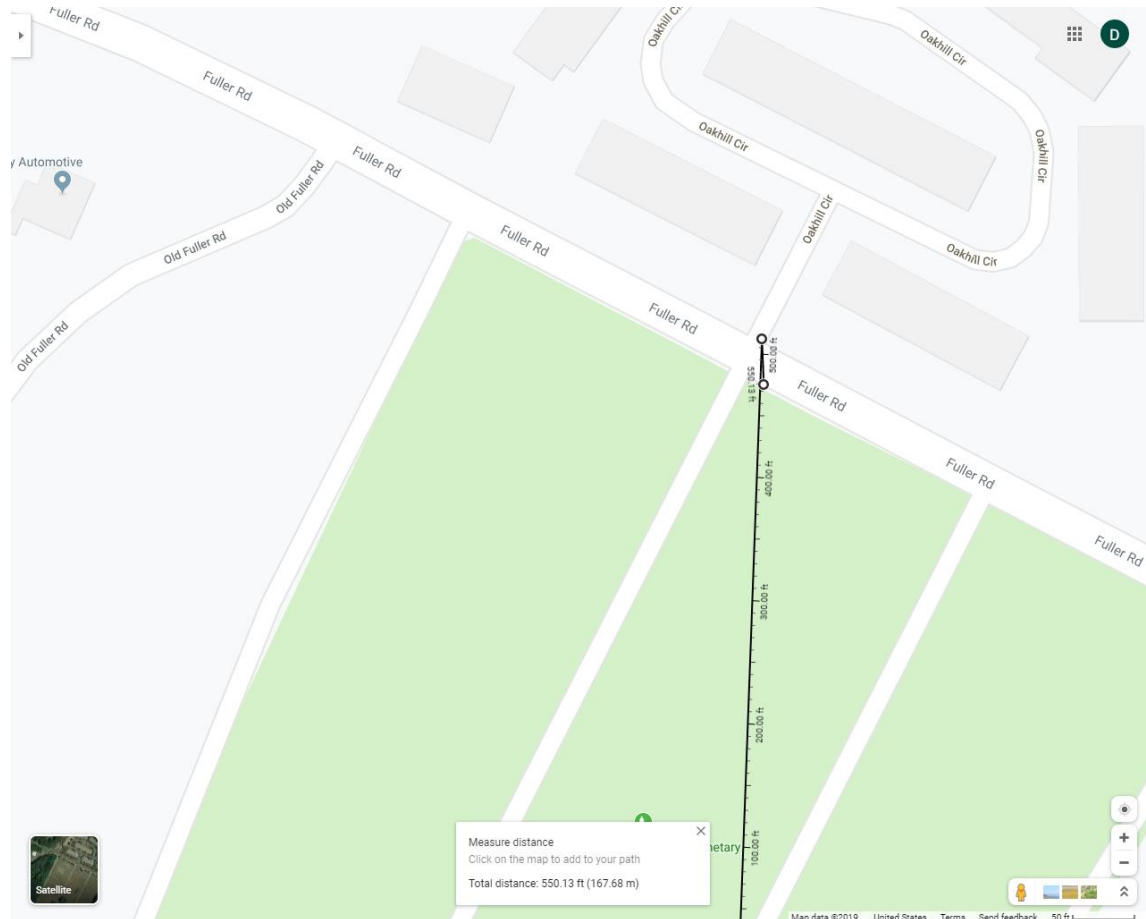 Fuller Rd
D
Oakhill Cir
Oakhill Cir
Fuller Rd
Oakhill Cir
Oakhill Cir
Fuller Rd
y Automotive
Old Fuller Rd
Oakhill Cir
Old Fuller Rd
Fuller Rd
Oakhill Cir
Fuller Rd
Old Fuller Rd
500.00 ft
550.13 ft
Fuller Rd
400.00 ft
Fuller Rd
Fuller Rd
300.00 ft
200.00 ft
Measure distance
Click on the map to add to your path
Total distance: 550.13 ft (167.68 m)
etary
100.00 ft
Satellite
Map data ©2019 United States Terms Send feedback 50 ft